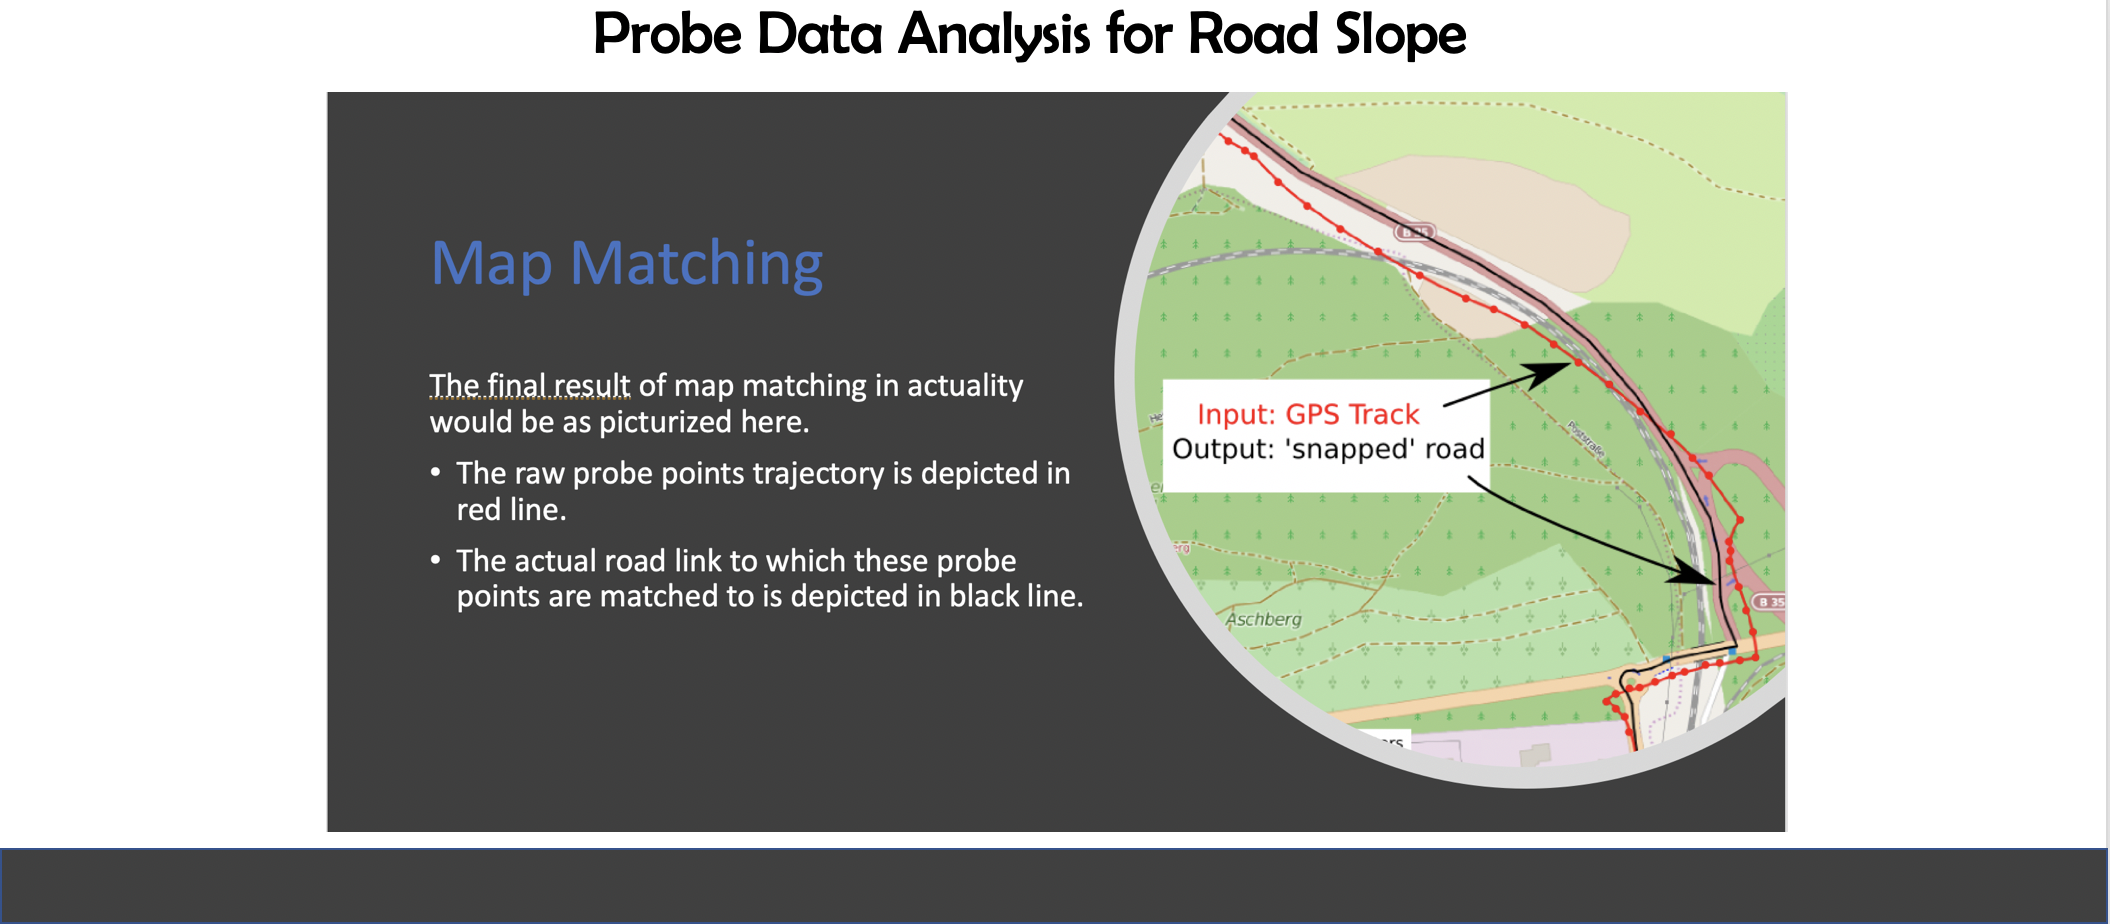 Probe Data Analysis for Road Slope
Map Matching
The final result of map matching in actuality
would be as picturized here.
• The raw probe points trajectory is depicted in
red line.
• The actual road link to which these probe
points are matched to is depicted in black line.
B 35
Input: GPS Track
Output: 'snapped' road
Poststraße
B 35
Aschberg